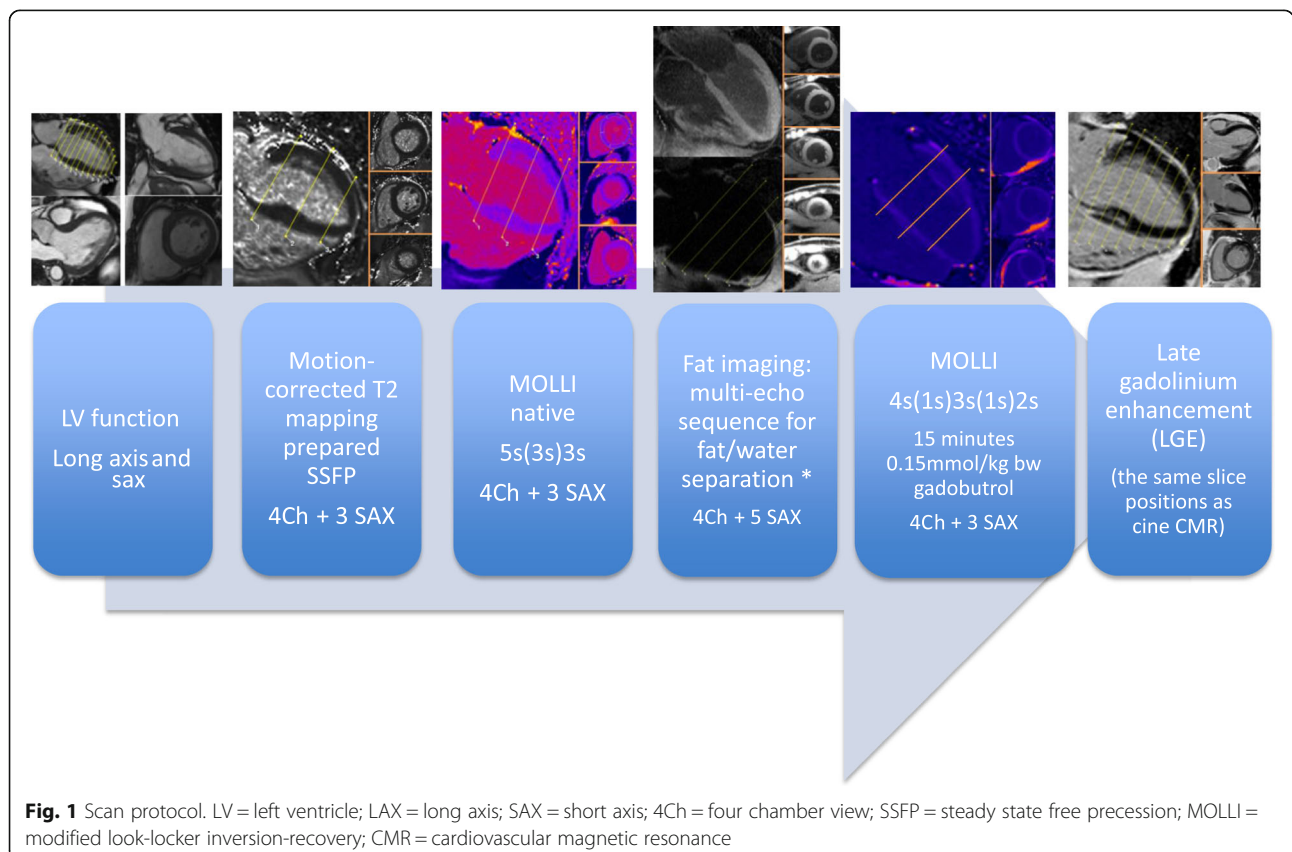 LV function
Long axis and
sax
Motion-
corrected T2
mapping
prepared
SSFP
4Ch + 3 SAX
MOLLI
native
5s(3s)3s
4Ch + 3 SAX
Fat imaging:
multi-echo
sequence for
fat/water
separation *
4Ch + 5 SAX
MOLLI
4s(1s)3s(1s)2s
15 minutes
0.15mmol/kg bw
gadobutrol
4Ch + 3 SAX
Late
gadolinium
enhancement
(LGE)
(the same slice
positions as
cine CMR)
Fig. 1 Scan protocol. LV = left ventricle; LAX = long axis; SAX = short axis; 4Ch = four chamber view; SSFP = steady state free precession; MOLLI =
modified look-locker inversion-recovery; CMR = cardiovascular magnetic resonance